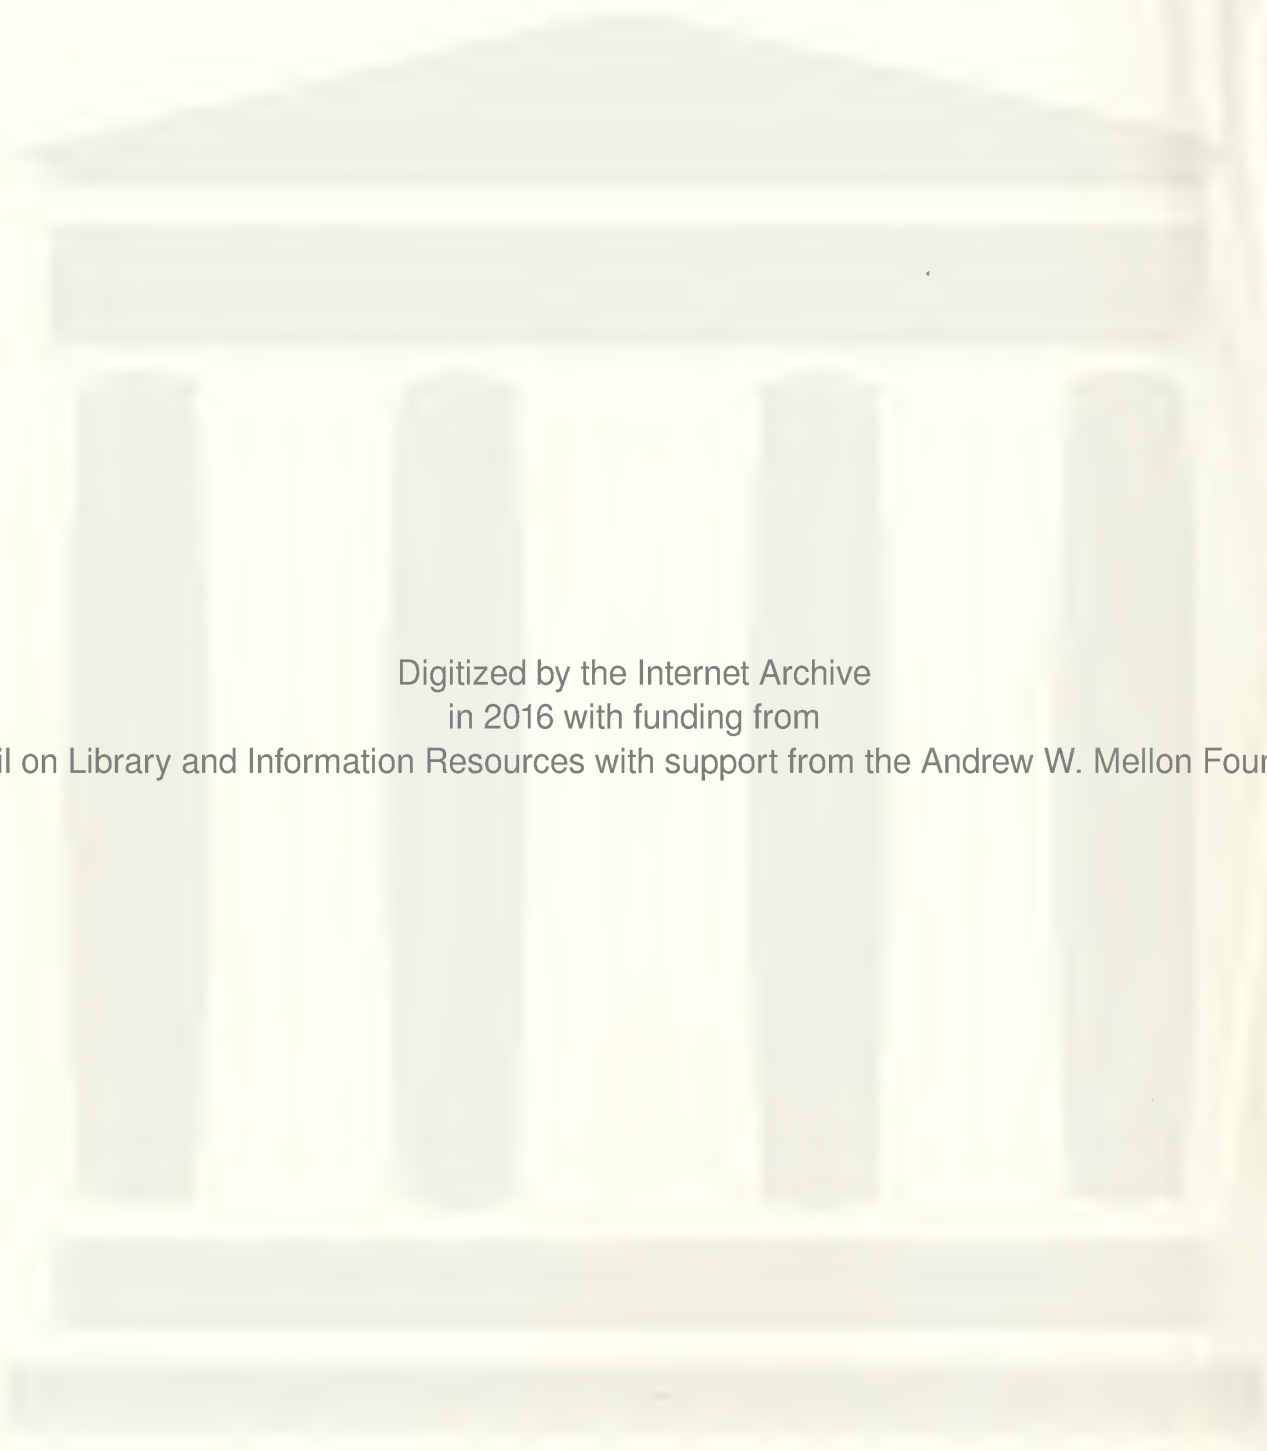 Digitized by the Internet Archive
in 2016 with funding from
il on Library and Information Resources with support from the Andrew W. Mellon